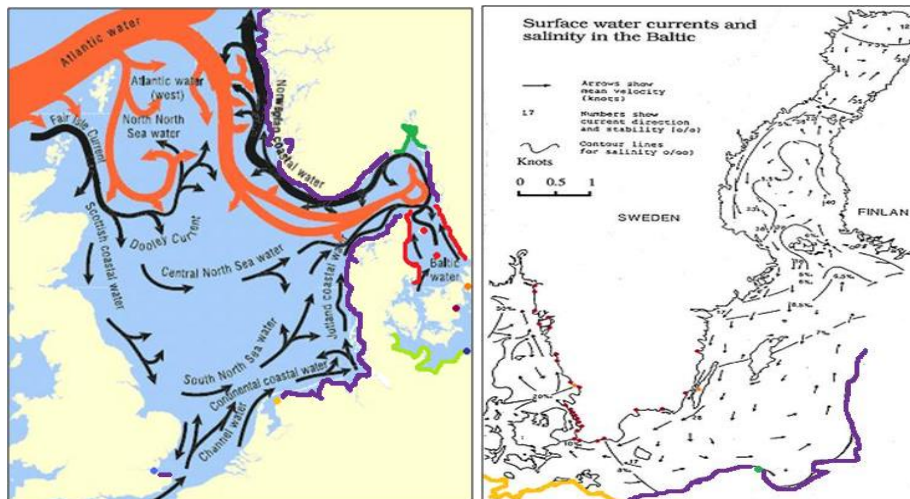 Atlantic water
Atlantic water
(west)
North North
Sea water
Fair Isle Current
Norwegian coastal water
Scottish coastal water
Dooley Current
Central North Sea water
Jutland coastal water
Baltic
water
South North Sea water
Continental coastal water
Channel water
Surface water currents and
salinity in the Baltic
Arrows show
mean velocity
(knots)
17
Numbers show
current direction
and stability (o/o)
Contour lines
for salinity o/oo)
Knots
0 0.5 1
SWEDEN
FINLAN